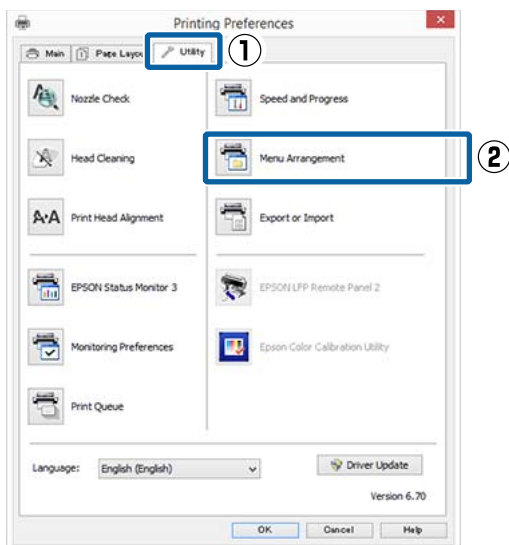 Printing Preferences
Main
Page Layou
Utility
①
Nozzle Check
Speed and Progress
Head Cleaning
Menu Arrangement
②
A·A
Print Head Alignment
Export or Import
EPSON Status Monitor 3
EPSON LFP Remote Panel 2
Monitoring Preferences
Epson Color Calibration Utility
Print Queue
Language:
English (English)
Driver Update
Version 6.70
OK
Cancel
Help